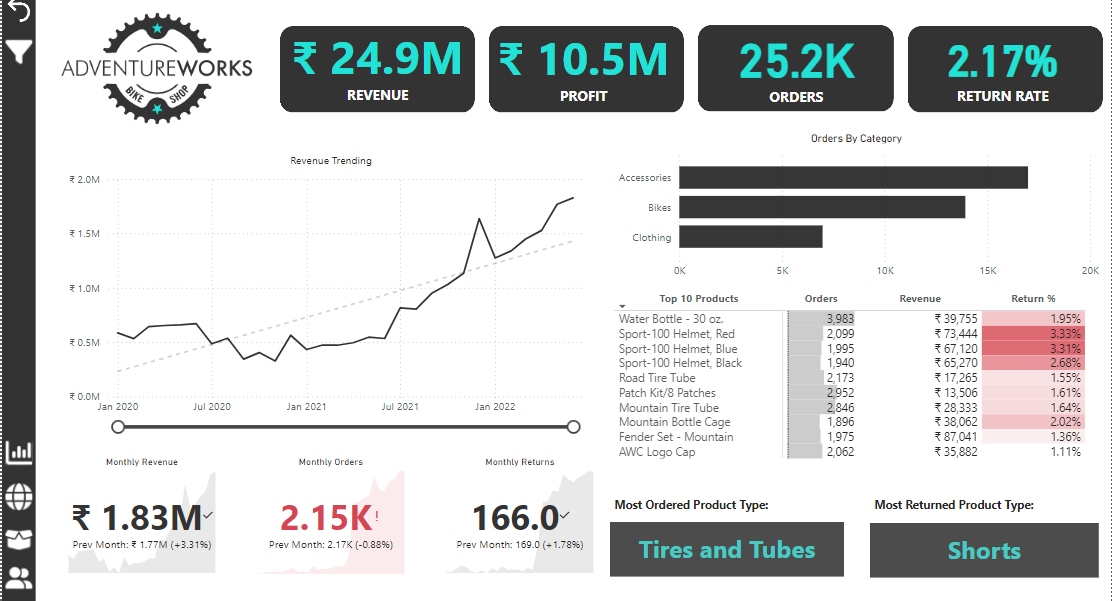 ADVENTUREWORKS
BIKE SHOP
₹ 24.9M
REVENUE
₹ 10.5M
PROFIT
25.2K
ORDERS
2.17%
RETURN RATE
Revenue Trending
₹ 2.0M
₹ 1.5M
₹ 1.0M
₹ 0.5M
₹ 0.0M
Jan 2020 Jul 2020 Jan 2021 Jul 2021 Jan 2022
Orders By Category
Accessories
Bikes
Clothing
0K 5K 10K 15K 20K
Top 10 Products Orders Revenue Return %
Water Bottle - 30 oz. 3,983 ₹ 39,755 1.95%
Sport-100 Helmet, Red 2,099 ₹ 73,444 3.33%
Sport-100 Helmet, Blue 1,995 ₹ 67,120 3.31%
Sport-100 Helmet, Black 1,940 ₹ 65,270 2.68%
Road Tire Tube 2,173 ₹ 17,265 1.55%
Patch Kit/8 Patches 2,952 ₹ 13,506 1.61%
Mountain Tire Tube 2,846 ₹ 28,333 1.64%
Mountain Bottle Cage 1,896 ₹ 38,062 2.02%
Fender Set - Mountain 1,975 ₹ 87,041 1.36%
AWC Logo Cap 2,062 ₹ 35,882 1.11%
Monthly Revenue
₹ 1.83M
Prev Month: ₹ 1.77M (+3.31%)
Monthly Orders
2.15K!
Prev Month: 2.17K (-0.88%)
Monthly Returns
166.0
Prev Month: 169.0 (+1.78%)
Most Ordered Product Type:
Tires and Tubes
Most Returned Product Type:
Shorts